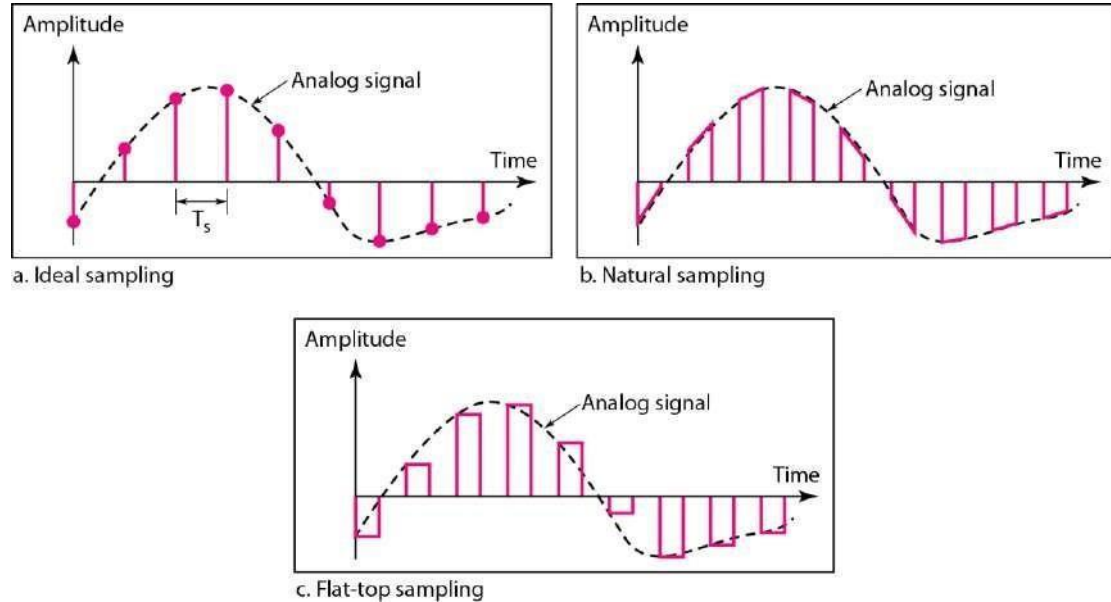 Amplitude
Analog signal
Time
Ts
a. Ideal sampling
Amplitude
Analog signal
Time
b. Natural sampling
Amplitude
Analog signal
Time
c. Flat-top sampling